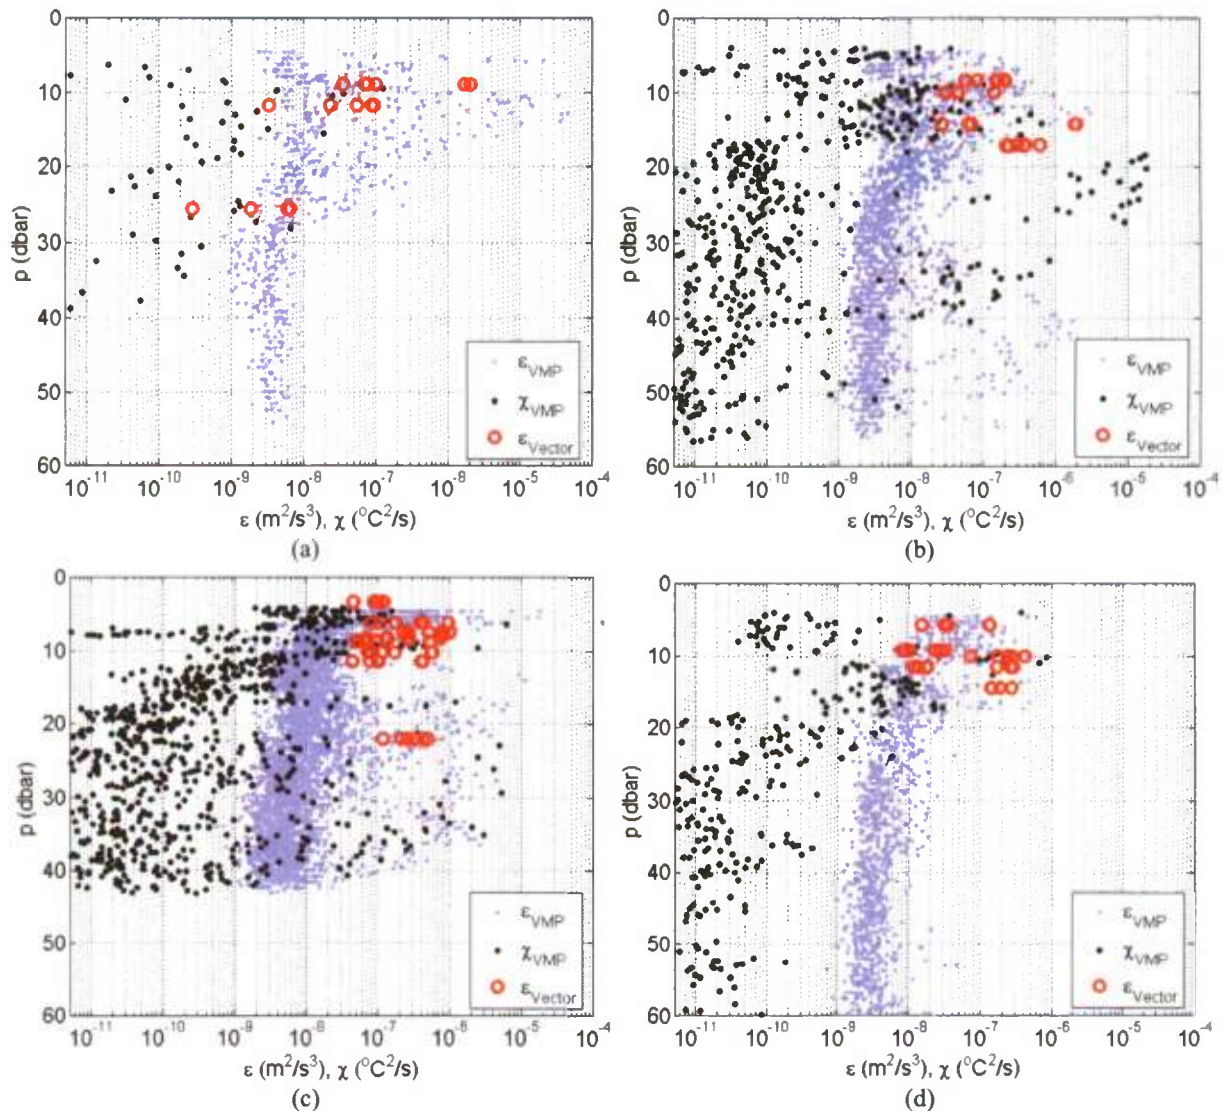 0
10
20
30
40
50
60
p (dbar)
10^-11 10^-10 10^-9 10^-8 10^-7 10^-6 10^-5 10^-4
ε (m²/s³), χ (°C²/s)
ε_VMP
χ_VMP
ε_Vector
(a)
0
10
20
30
40
50
60
p (dbar)
10^-11 10^-10 10^-9 10^-8 10^-7 10^-6 10^-5 10^-4
ε (m²/s³), χ (°C²/s)
ε_VMP
χ_VMP
ε_Vector
(b)
0
10
20
30
40
50
60
p (dbar)
10^-11 10^-10 10^-9 10^-8 10^-7 10^-6 10^-5 10^-4
ε (m²/s³), χ (°C²/s)
ε_VMP
χ_VMP
ε_Vector
(c)
0
10
20
30
40
50
60
p (dbar)
10^-11 10^-10 10^-9 10^-8 10^-7 10^-6 10^-5 10^-4
ε (m²/s³), χ (°C²/s)
ε_VMP
χ_VMP
ε_Vector
(d)